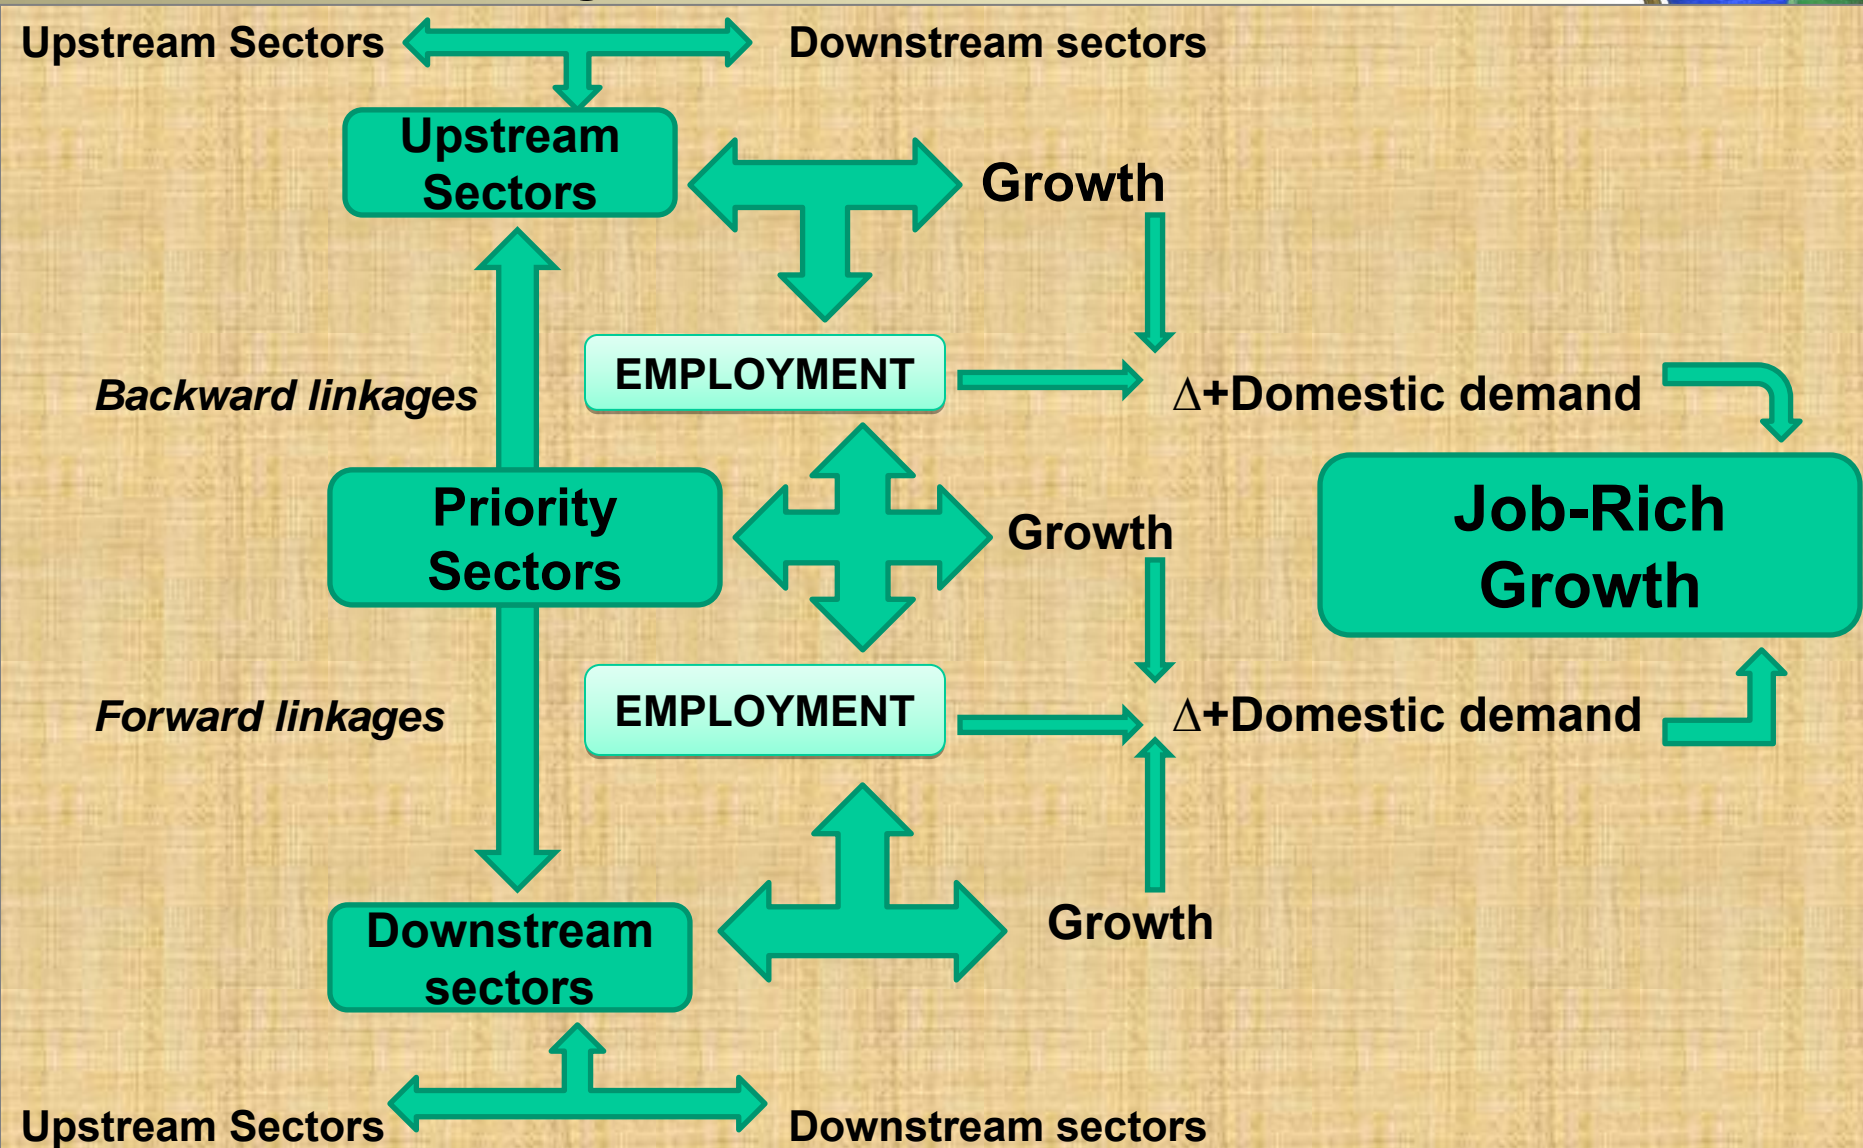 Upstream Sectors
Downstream sectors
Upstream
Sectors
Growth
EMPLOYMENT
Backward linkages
Δ+Domestic demand
Priority
Sectors
Growth
Job-Rich
Growth
EMPLOYMENT
Forward linkages
Δ+Domestic demand
Downstream
sectors
Growth
Upstream Sectors
Downstream sectors